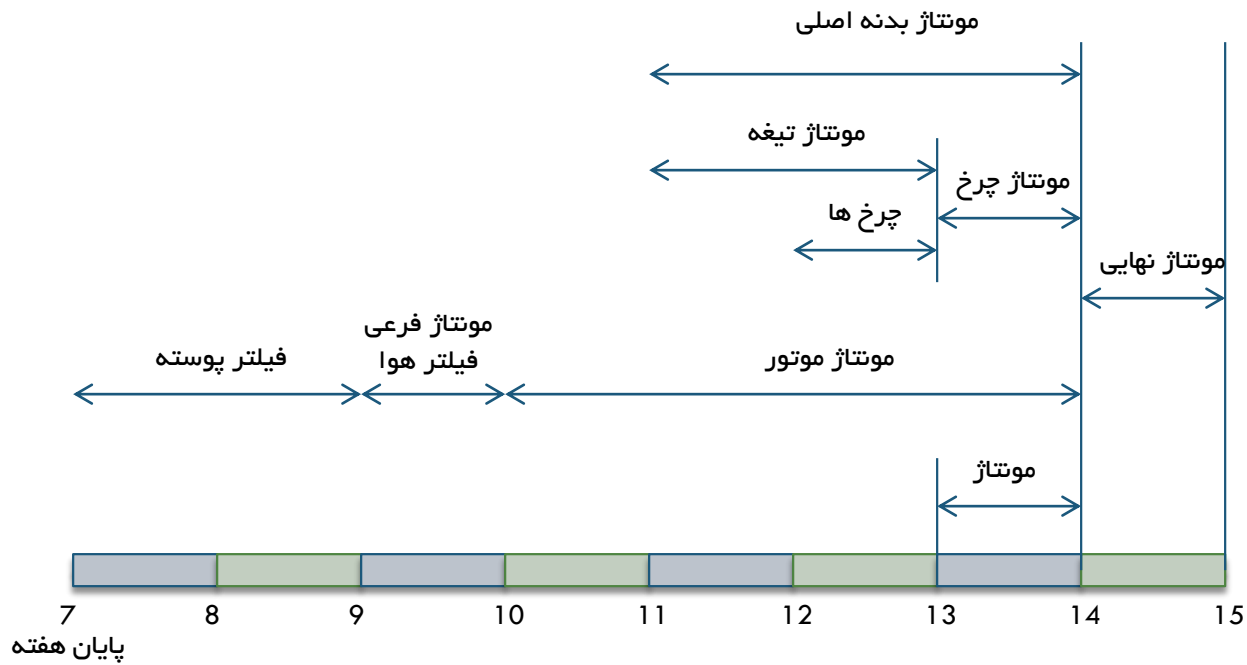 مونتاژ بدنه اصلی
مونتاژ تیغه
مونتاژ چرخ
چرخ ها
مونتاژ نهایی
مونتاژ فرعی
فیلتر هوا
فیلتر پوسته
مونتاژ موتور
مونتاژ
7 8 9 10 11 12 13 14 15
پایان هفته